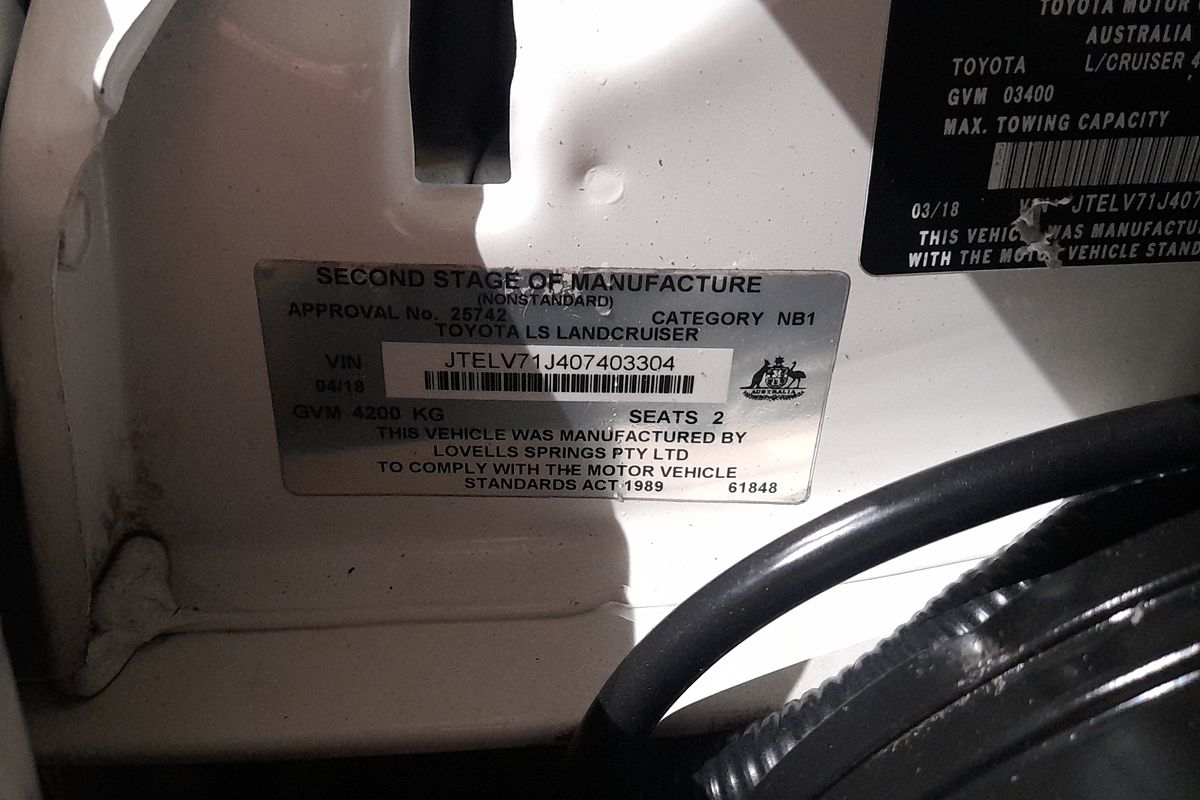 SECOND STAGE OF MANUFACTURE
(NONSTANDARD)
APPROVAL No. 25742 CATEGORY NB1
TOYOTA LS LANDCRUISER
VIN JTELV71J407403304
04/18
AUSTRALIA
GVM 4200 KG SEATS 2
THIS VEHICLE WAS MANUFACTURED BY
LOVELLS SPRINGS PTY LTD
TO COMPLY WITH THE MOTOR VEHICLE
STANDARDS ACT 1989 61848
TOYOTA MOTOR
AUSTRALIA
TOYOTA L/CRUISER 4
GVM 03400
MAX. TOWING CAPACITY
03/18 JTELV71J407
THIS VEHICLE WAS MANUFACTU
WITH THE MOTOR VEHICLE STAN